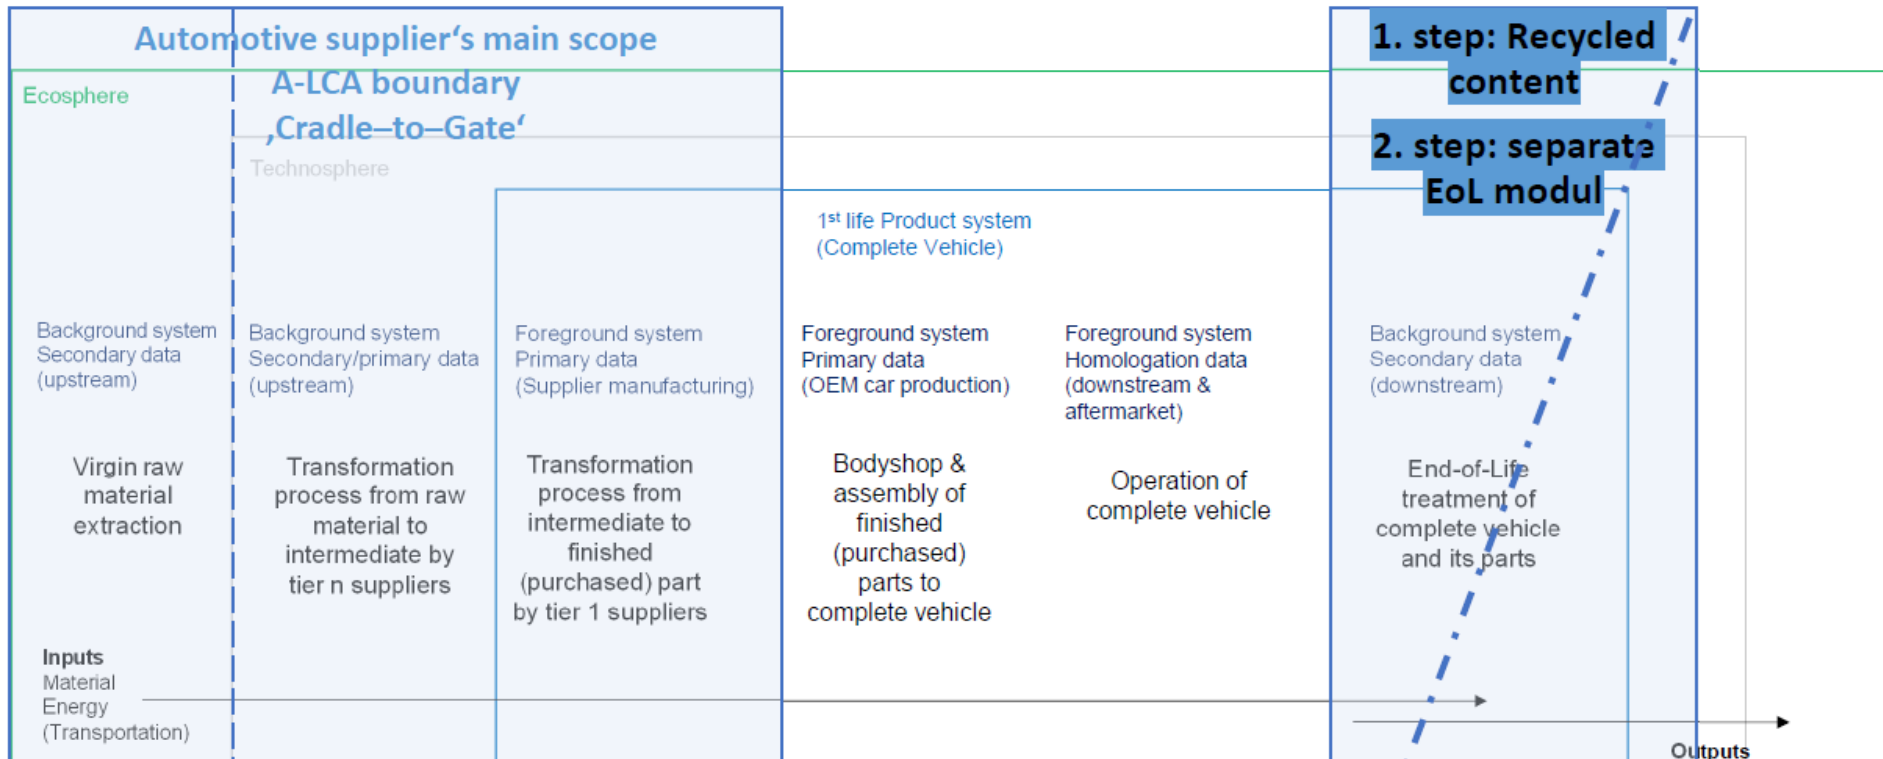 Automotive supplier‘s main scope
A-LCA boundary
‚Cradle–to–Gate‘
Ecosphere
Technosphere
1. step: Recycled
content
2. step: separate
EoL modul
1st life Product system
(Complete Vehicle)
Background system
Secondary data
(upstream)
Background system
Secondary/primary data
(upstream)
Foreground system
Primary data
(Supplier manufacturing)
Foreground system
Primary data
(OEM car production)
Foreground system
Homologation data
(downstream &
aftermarket)
Background system
Secondary data
(downstream)
Virgin raw
material
extraction
Transformation
process from raw
material to
intermediate by
tier n suppliers
Transformation
process from
intermediate to
finished
(purchased) part
by tier 1 suppliers
Bodyshop &
assembly of
finished
(purchased)
parts to
complete vehicle
Operation of
complete vehicle
End-of-Life
treatment of
complete vehicle
and its parts
Inputs
Material
Energy
(Transportation)
Outputs